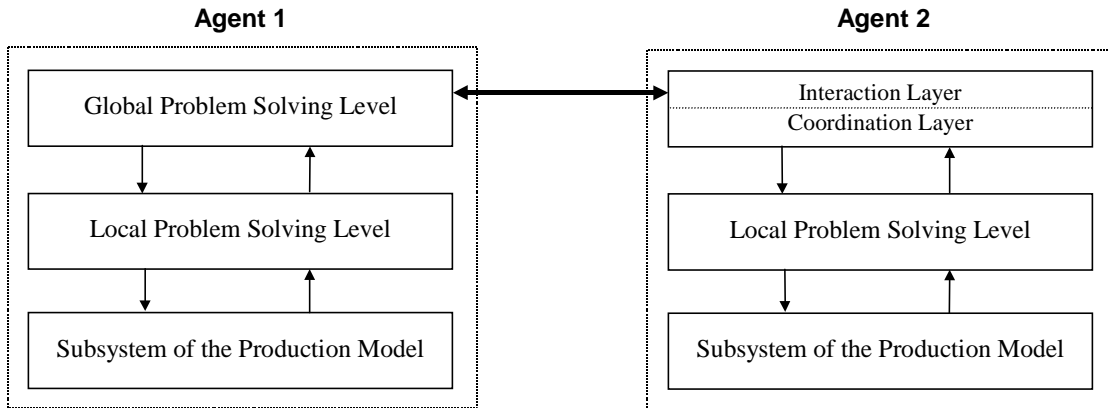 Agent 1
Global Problem Solving Level
Local Problem Solving Level
Subsystem of the Production Model
Agent 2
Interaction Layer
Coordination Layer
Local Problem Solving Level
Subsystem of the Production Model